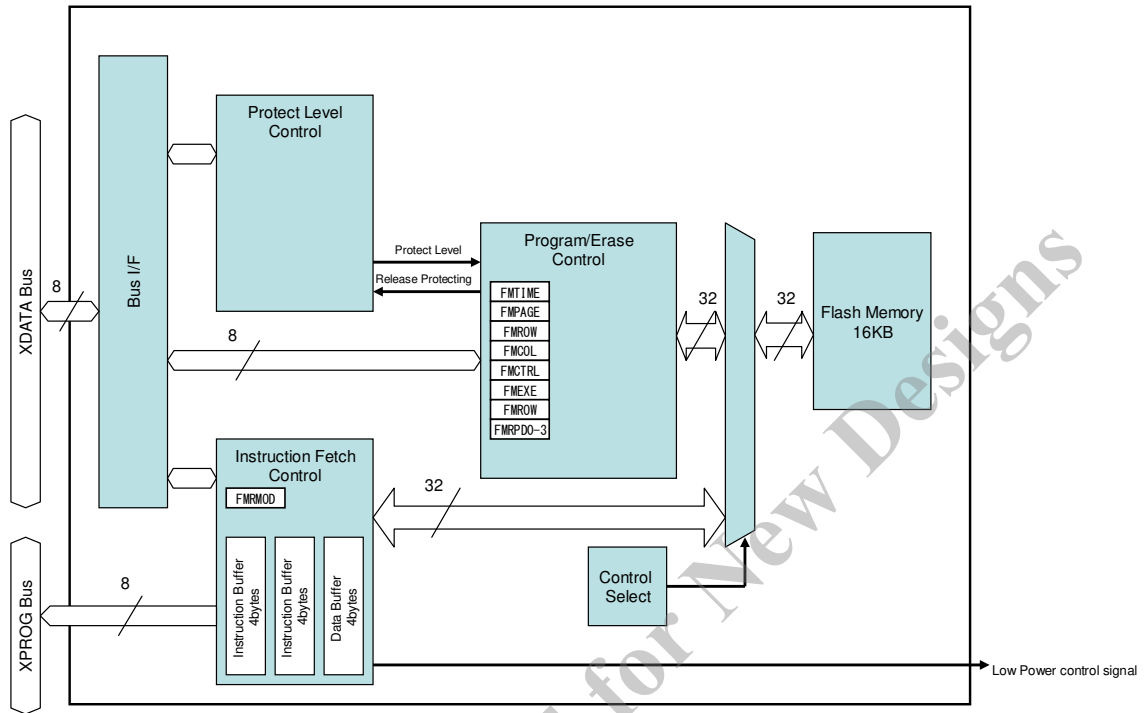 XDATA Bus
XPROG Bus
8
Bus I/F
Protect Level
Control
Protect Level
Release Protecting
8
Program/Erase
Control
FMTIME
FMPAGE
FMROW
FMCOL
FMCTRL
FMEXE
FMROW
FMRPD0-3
32
32
Flash Memory
16KB
Instruction Fetch
Control
FMRMOD
Instruction Buffer
4bytes
Instruction Buffer
4bytes
Data Buffer
4bytes
8
32
Control
Select
Low Power control signal
for New Designs